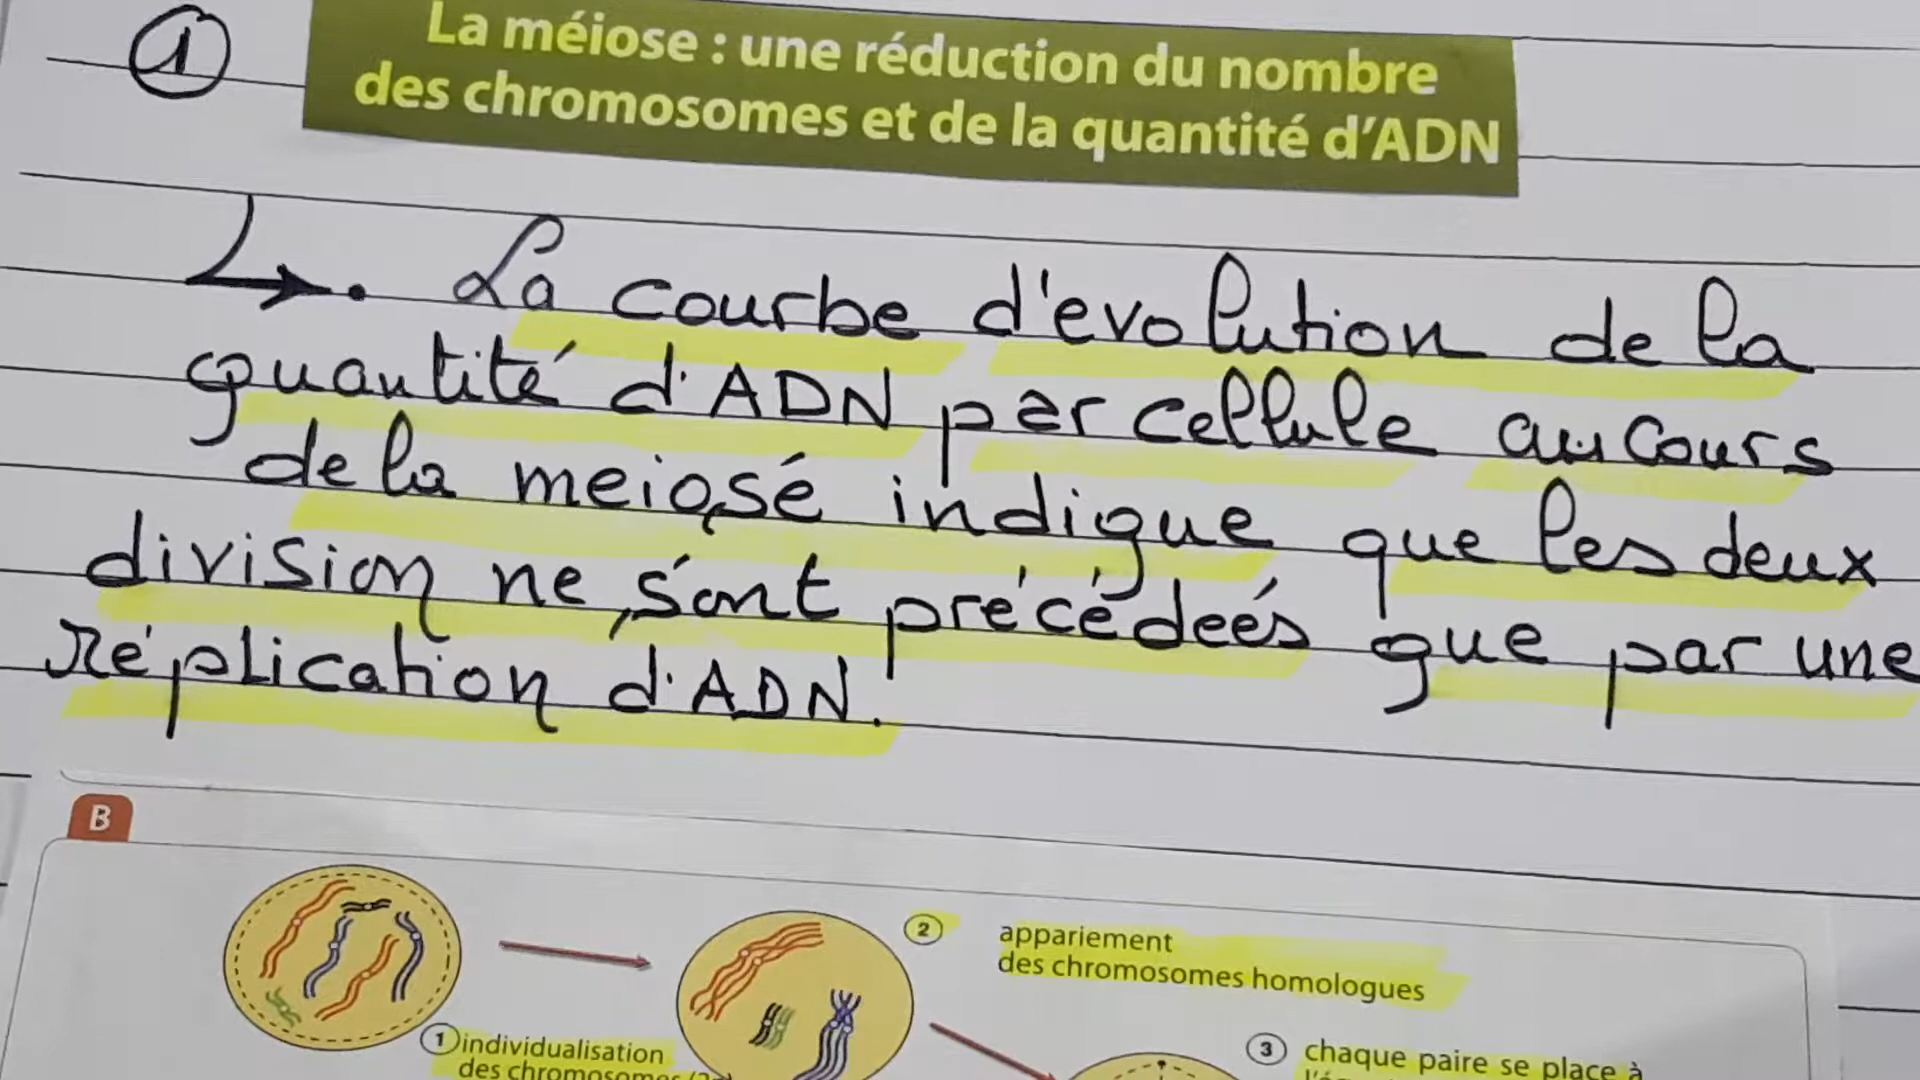 1
La méiose : une réduction du nombre
des chromosomes et de la quantité d'ADN
La courbe d'evolution de la
quantité d'ADN par cellule au cours
de la meiosé indique que les deux
division ne sont précédeés que par une
réplication d'ADN.
B
2 appariement
des chromosomes homologues
1 individualisation
des chromosomes
3 chaque paire se place à